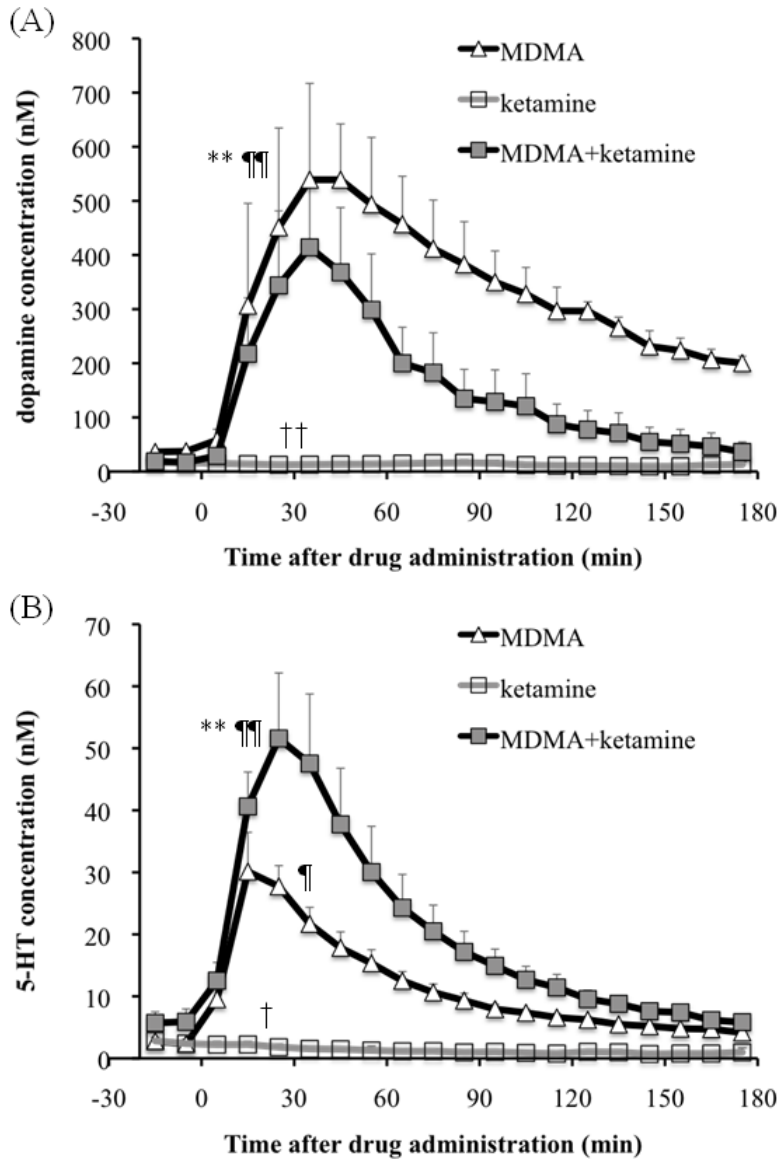 (A)
800
700
600
500
400
300
200
100
0
dopamine concentration (nM)
MDMA
ketamine
MDMA+ketamine
** ¶¶
††
-30 0 30 60 90 120 150 180
Time after drug administration (min)
(B)
70
60
50
40
30
20
10
0
5-HT concentration (nM)
MDMA
ketamine
MDMA+ketamine
** ¶¶
¶
†
-30 0 30 60 90 120 150 180
Time after drug administration (min)